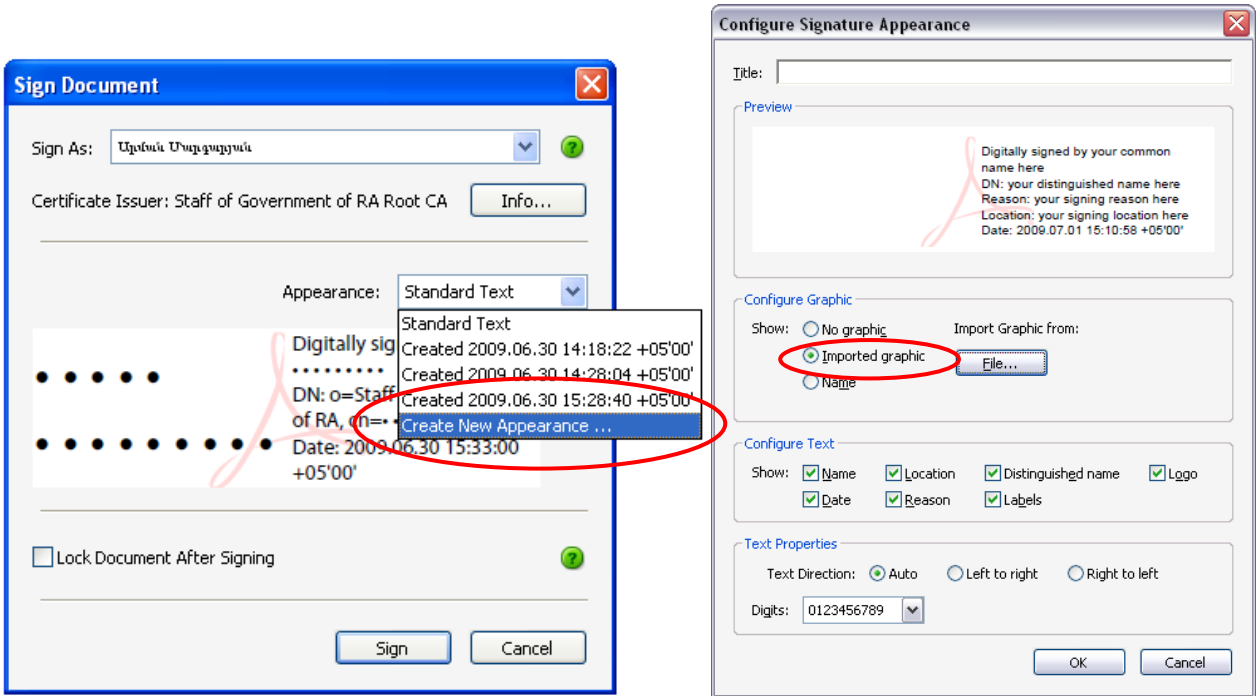 Sign Document
Sign As: Արման Մարգարյան
Certificate Issuer: Staff of Government of RA Root CA Info...
Appearance: Standard Text
Standard Text
Created 2009.06.30 14:18:22 +05'00'
Created 2009.06.30 14:28:04 +05'00'
Created 2009.06.30 15:28:40 +05'00'
Create New Appearance ...
Digitally sig
DN: o=Staff
of RA, cn=
Date: 2009.06.30 15:33:00
+05'00'
Lock Document After Signing
Sign Cancel
Configure Signature Appearance
Title:
Preview
Digitally signed by your common
name here
DN: your distinguished name here
Reason: your signing reason here
Location: your signing location here
Date: 2009.07.01 15:10:58 +05'00'
Configure Graphic
Show: No graphic Import Graphic from:
Imported graphic File...
Name
Configure Text
Show: Name Location Distinguished name Logo
Date Reason Labels
Text Properties
Text Direction: Auto Left to right Right to left
Digits: 0123456789
OK Cancel